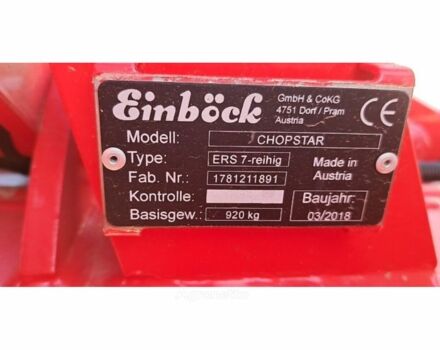 Einböck
GmbH & CoKG
4751 Dorf / Pram
Austria
CE
Modell: CHOPSTAR
Type: ERS 7-reihig
Made in
Austria
Fab. Nr.: 1781211891
Kontrolle:
Baujahr:
Basisgew.: 920 kg
03/2018